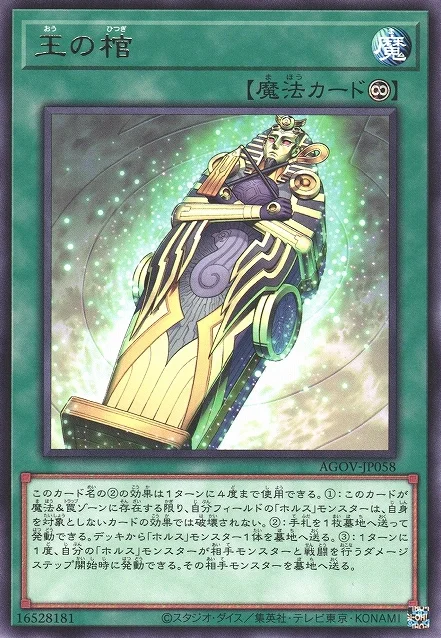 王の棺
おう ひつぎ
魔
【魔法カード】
まほう
AGOV-JP058
このカード名の②の効果は１ターンに４度まで使用できる。①：このカードが
魔法＆罠ゾーンに存在する限り、自分フィールドの「ホルス」モンスターは、自身
を対象としないカードの効果では破壊されない。②：手札を１枚墓地へ送って
発動できる。デッキから「ホルス」モンスター１体を墓地へ送る。③：１ターン
に１度、自分の「ホルス」モンスターが相手モンスターと戦闘を行うダメージ
ステップ開始時に発動できる。その相手モンスターを墓地へ送る。
16528181
©スタジオ・ダイス／集英社・テレビ東京・KONAMI